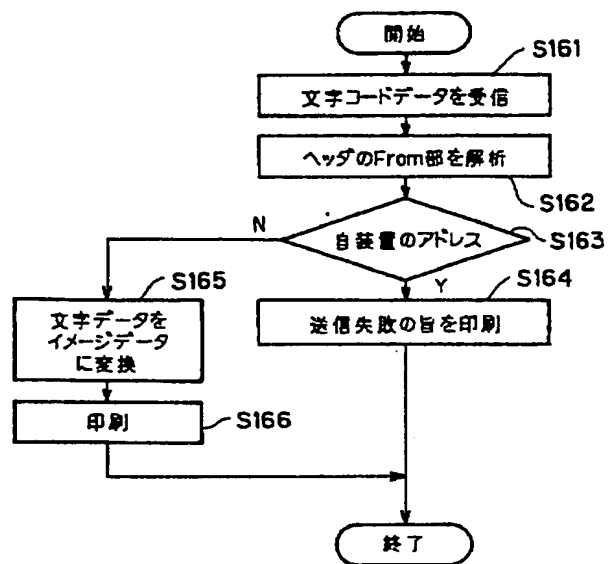 開始
S161
文字コードデータを受信
ヘッダのFrom部を解析
S162
自装置のアドレス
S163
N
Y
S164
送信失敗の旨を印刷
S165
文字データを
イメージデータ
に変換
印刷
S166
終了